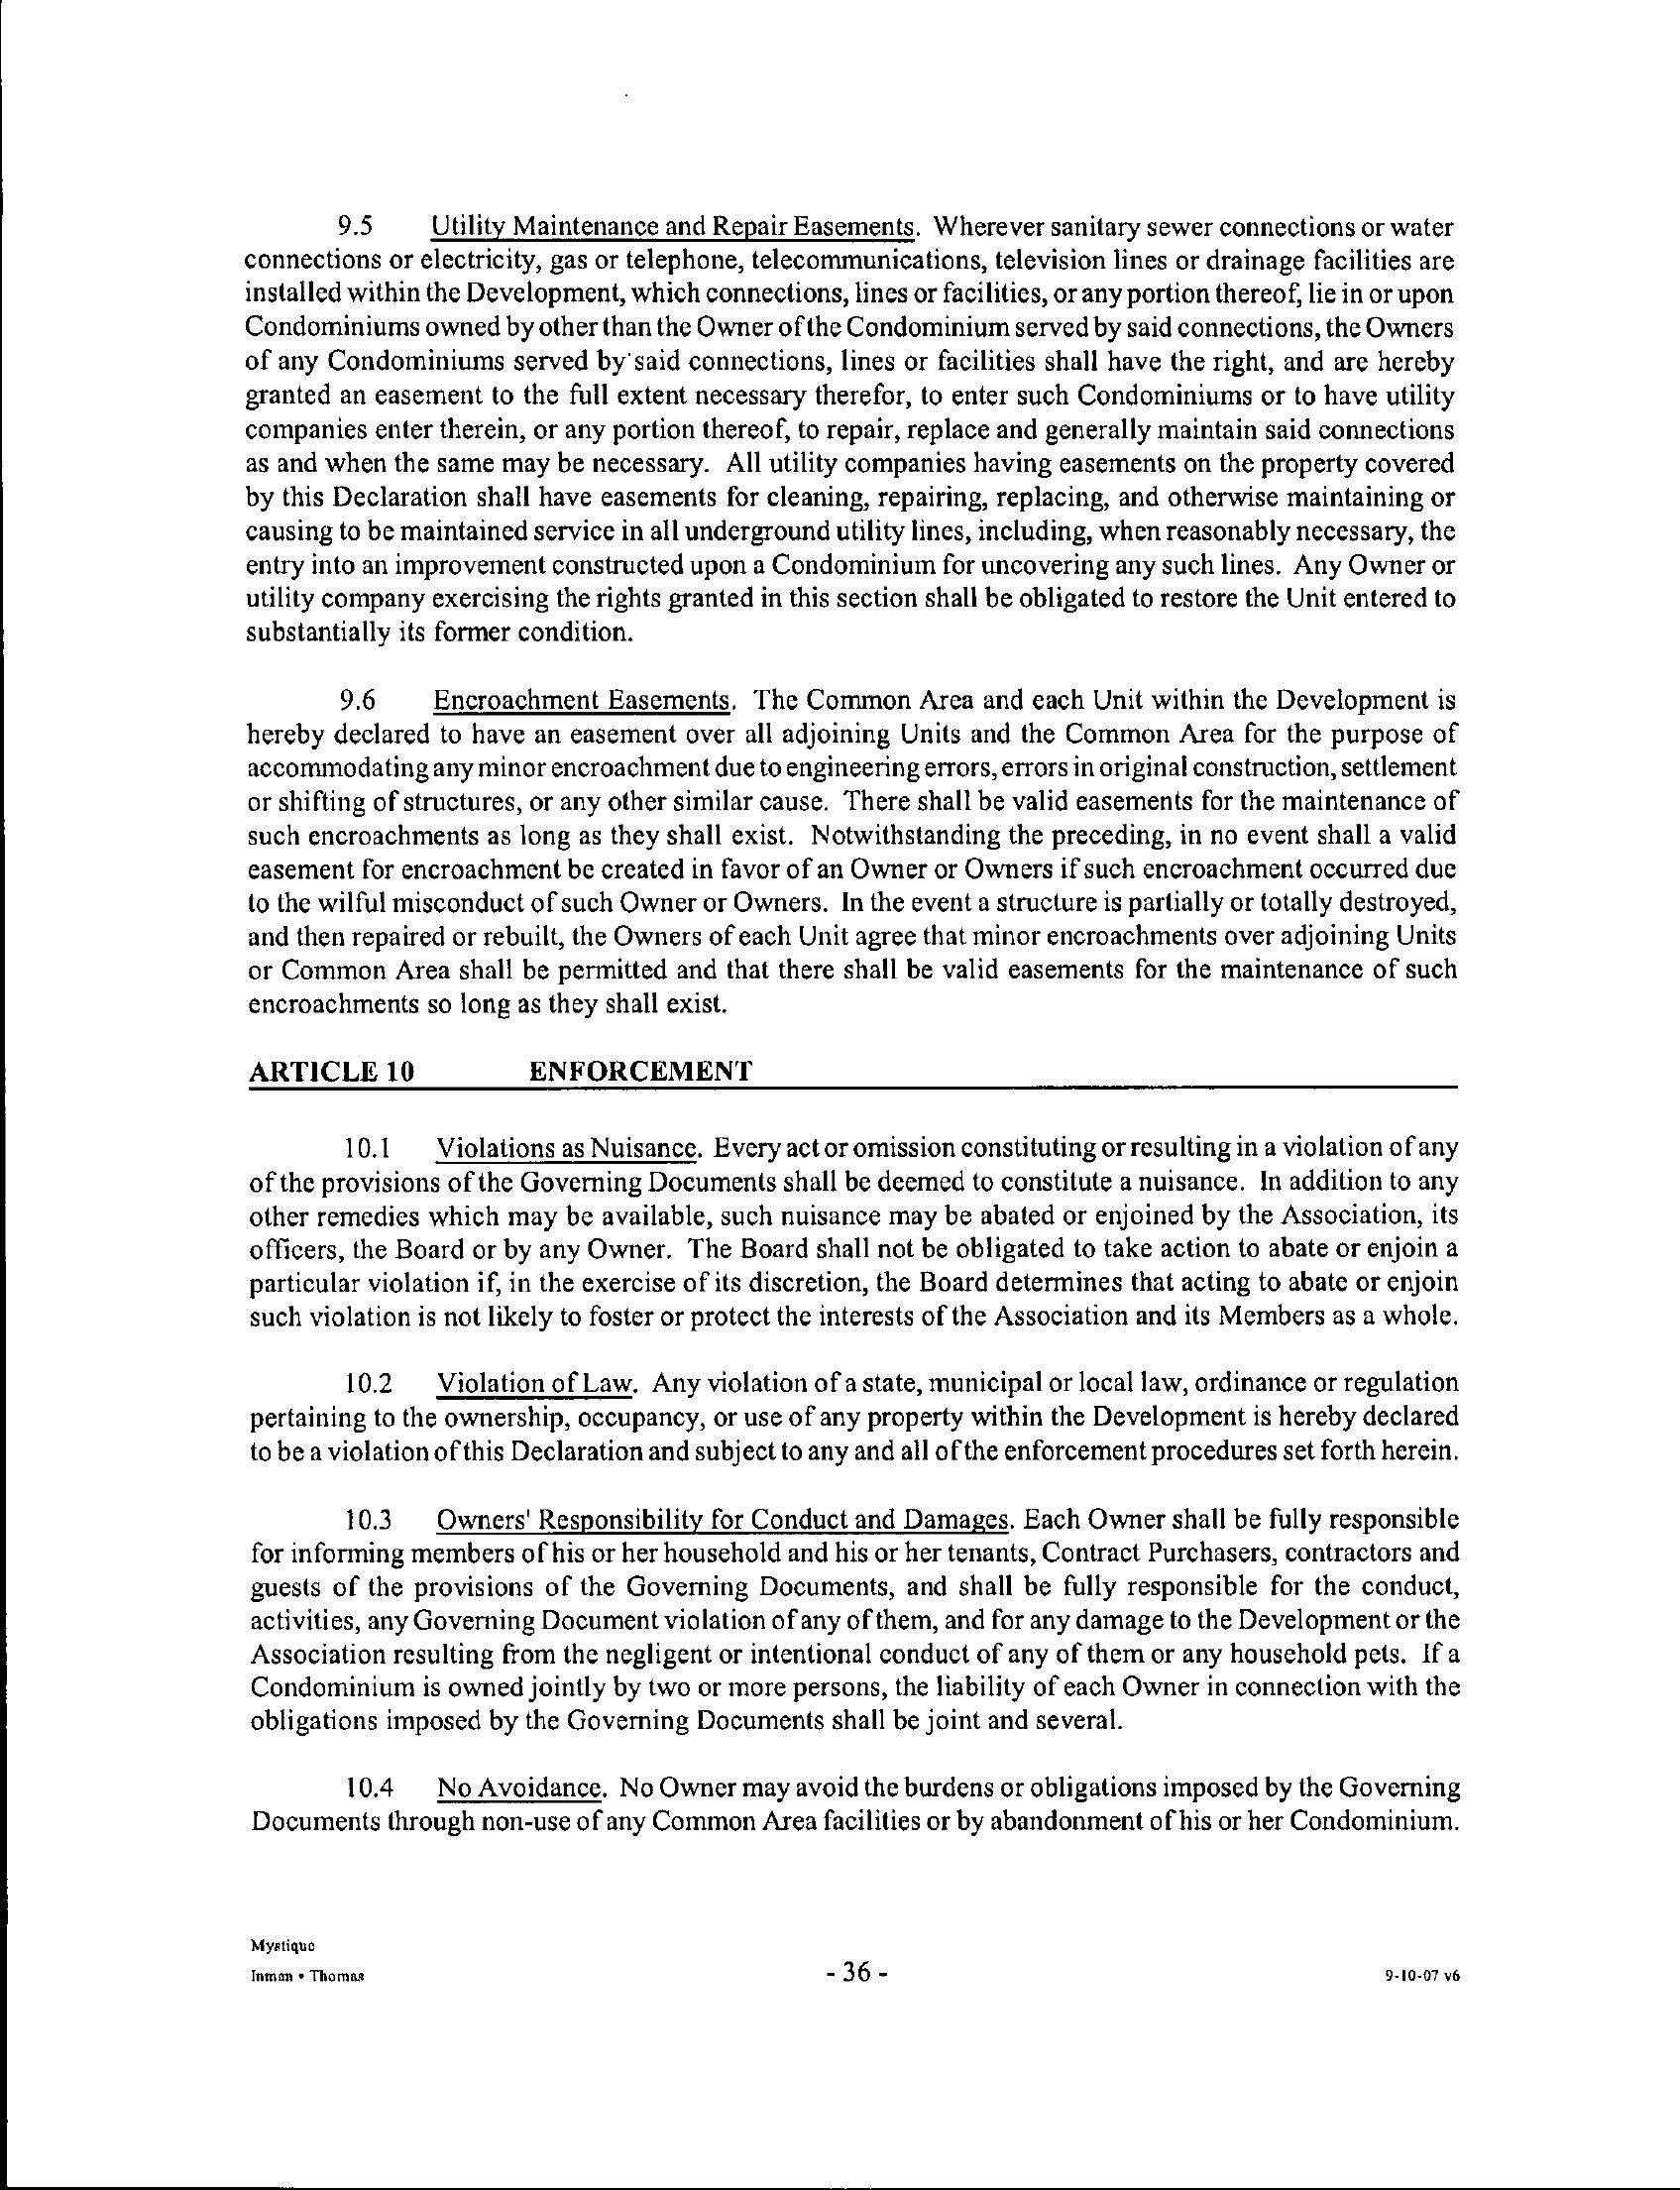 9.5 Utility Maintenance and Repair Easements. Wherever sanitary sewer connections or water
connections or electricity, gas or telephone, telecommunications, television lines or drainage facilities are
installed within the Development, which connections, lines or facilities, or any portion thereof, lie in or upon
Condominiums owned by other than the Owner of the Condominium served by said connections, the Owners
of any Condominiums served by said connections, lines or facilities shall have the right, and are hereby
granted an easement to the full extent necessary therefor, to enter such Condominiums or to have utility
companies enter therein, or any portion thereof, to repair, replace and generally maintain said connections
as and when the same may be necessary. All utility companies having easements on the property covered
by this Declaration shall have easements for cleaning, repairing, replacing, and otherwise maintaining or
causing to be maintained service in all underground utility lines, including, when reasonably necessary, the
entry into an improvement constructed upon a Condominium for uncovering any such lines. Any Owner or
utility company exercising the rights granted in this section shall be obligated to restore the Unit entered to
substantially its former condition.
9.6 Encroachment Easements. The Common Area and each Unit within the Development is
hereby declared to have an easement over all adjoining Units and the Common Area for the purpose of
accommodating any minor encroachment due to engineering errors, errors in original construction, settlement
or shifting of structures, or any other similar cause. There shall be valid easements for the maintenance of
such encroachments as long as they shall exist. Notwithstanding the preceding, in no event shall a valid
easement for encroachment be created in favor of an Owner or Owners if such encroachment occurred due
to the wilful misconduct of such Owner or Owners. In the event a structure is partially or totally destroyed,
and then repaired or rebuilt, the Owners of each Unit agree that minor encroachments over adjoining Units
or Common Area shall be permitted and that there shall be valid easements for the maintenance of such
encroachments so long as they shall exist.
ARTICLE 10 ENFORCEMENT
10.1 Violations as Nuisance. Every act or omission constituting or resulting in a violation of any
of the provisions of the Governing Documents shall be deemed to constitute a nuisance. In addition to any
other remedies which may be available, such nuisance may be abated or enjoined by the Association, its
officers, the Board or by any Owner. The Board shall not be obligated to take action to abate or enjoin a
particular violation if, in the exercise of its discretion, the Board determines that acting to abate or enjoin
such violation is not likely to foster or protect the interests of the Association and its Members as a whole.
10.2 Violation of Law. Any violation of a state, municipal or local law, ordinance or regulation
pertaining to the ownership, occupancy, or use of any property within the Development is hereby declared
to be a violation of this Declaration and subject to any and all of the enforcement procedures set forth herein.
10.3 Owners' Responsibility for Conduct and Damages. Each Owner shall be fully responsible
for informing members of his or her household and his or her tenants, Contract Purchasers, contractors and
guests of the provisions of the Governing Documents, and shall be fully responsible for the conduct,
activities, any Governing Document violation of any of them, and for any damage to the Development or the
Association resulting from the negligent or intentional conduct of any of them or any household pets. If a
Condominium is owned jointly by two or more persons, the liability of each Owner in connection with the
obligations imposed by the Governing Documents shall be joint and several.
10.4 No Avoidance. No Owner may avoid the burdens or obligations imposed by the Governing
Documents through non-use of any Common Area facilities or by abandonment of his or her Condominium.
Mystique
Inman • Thomas
- 36 -
9-10-07 v6